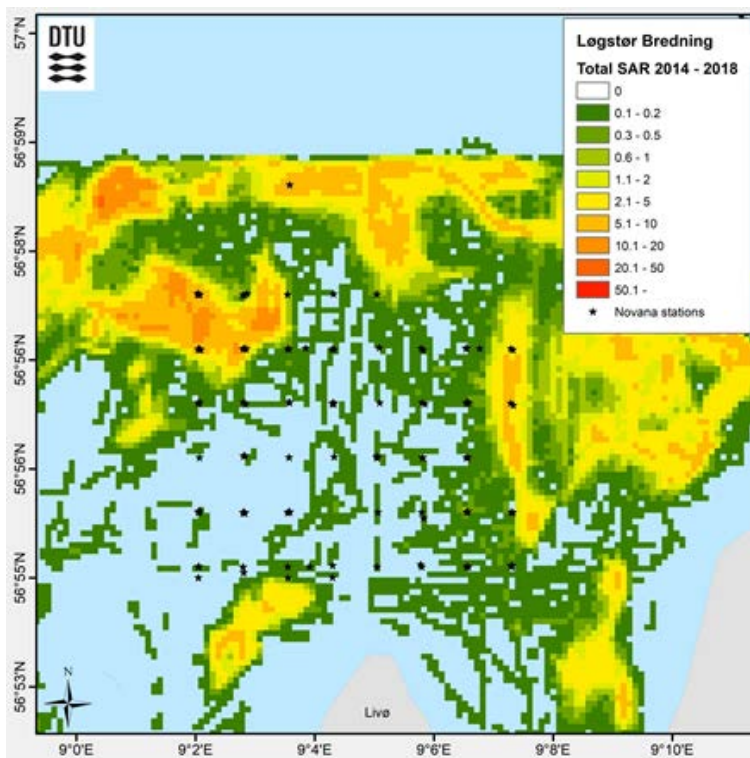 DTU
Løgstør Bredning
Total SAR 2014 - 2018
0
0.1 - 0.2
0.3 - 0.5
0.6 - 1
1.1 - 2
2.1 - 5
5.1 - 10
10.1 - 20
20.1 - 50
50.1 -
Novana stations
57°N
56°59'N
56°58'N
56°56'N
56°56'N
56°55'N
56°53'N
N
Livø
9°0'E
9°2'E
9°4'E
9°6'E
9°8'E
9°10'E